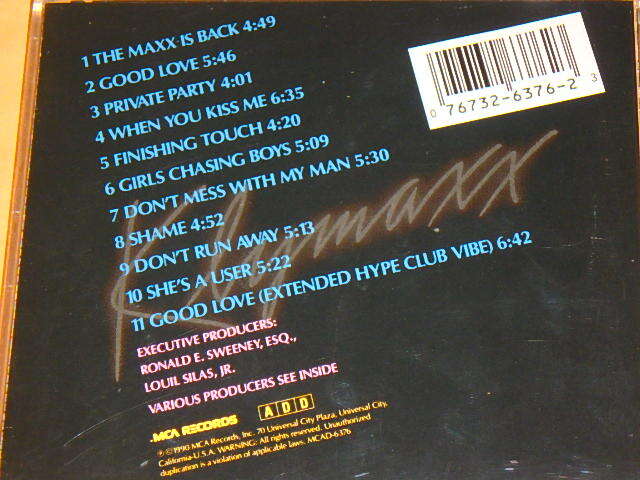 1 THE MAXX IS BACK 4:49
2 GOOD LOVE 5:46
3 PRIVATE PARTY 4:01
4 WHEN YOU KISS ME 6:35
5 FINISHING TOUCH 4:20
6 GIRLS CHASING BOYS 5:09
7 DON'T MESS WITH MY MAN 5:30
8 SHAME 4:52
9 DON'T RUN AWAY 5:13
10 SHE'S A USER 5:22
11 GOOD LOVE (EXTENDED HYPE CLUB VIBE) 6:42
Klymaxx
0 76732-6376-2 3
EXECUTIVE PRODUCERS:
RONALD E. SWEENEY, ESQ.,
LOUIL SILAS, JR.
VARIOUS PRODUCERS SEE INSIDE
.MCA RECORDS
A D D
℗ © 1990 MCA Records, Inc. 70 Universal City Plaza, Universal City,
California-U.S.A. WARNING: All rights reserved. Unauthorized
duplication is a violation of applicable laws. MCAD-6376